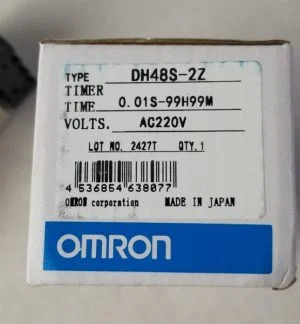 TYPE DH48S-2Z
TIMER
TIME 0.01S-99H99M
VOLTS. AC220V
LOT NO. 2427T QTY.1
4 536854 638077
OMRON corporation MADE IN JAPAN
OMRON